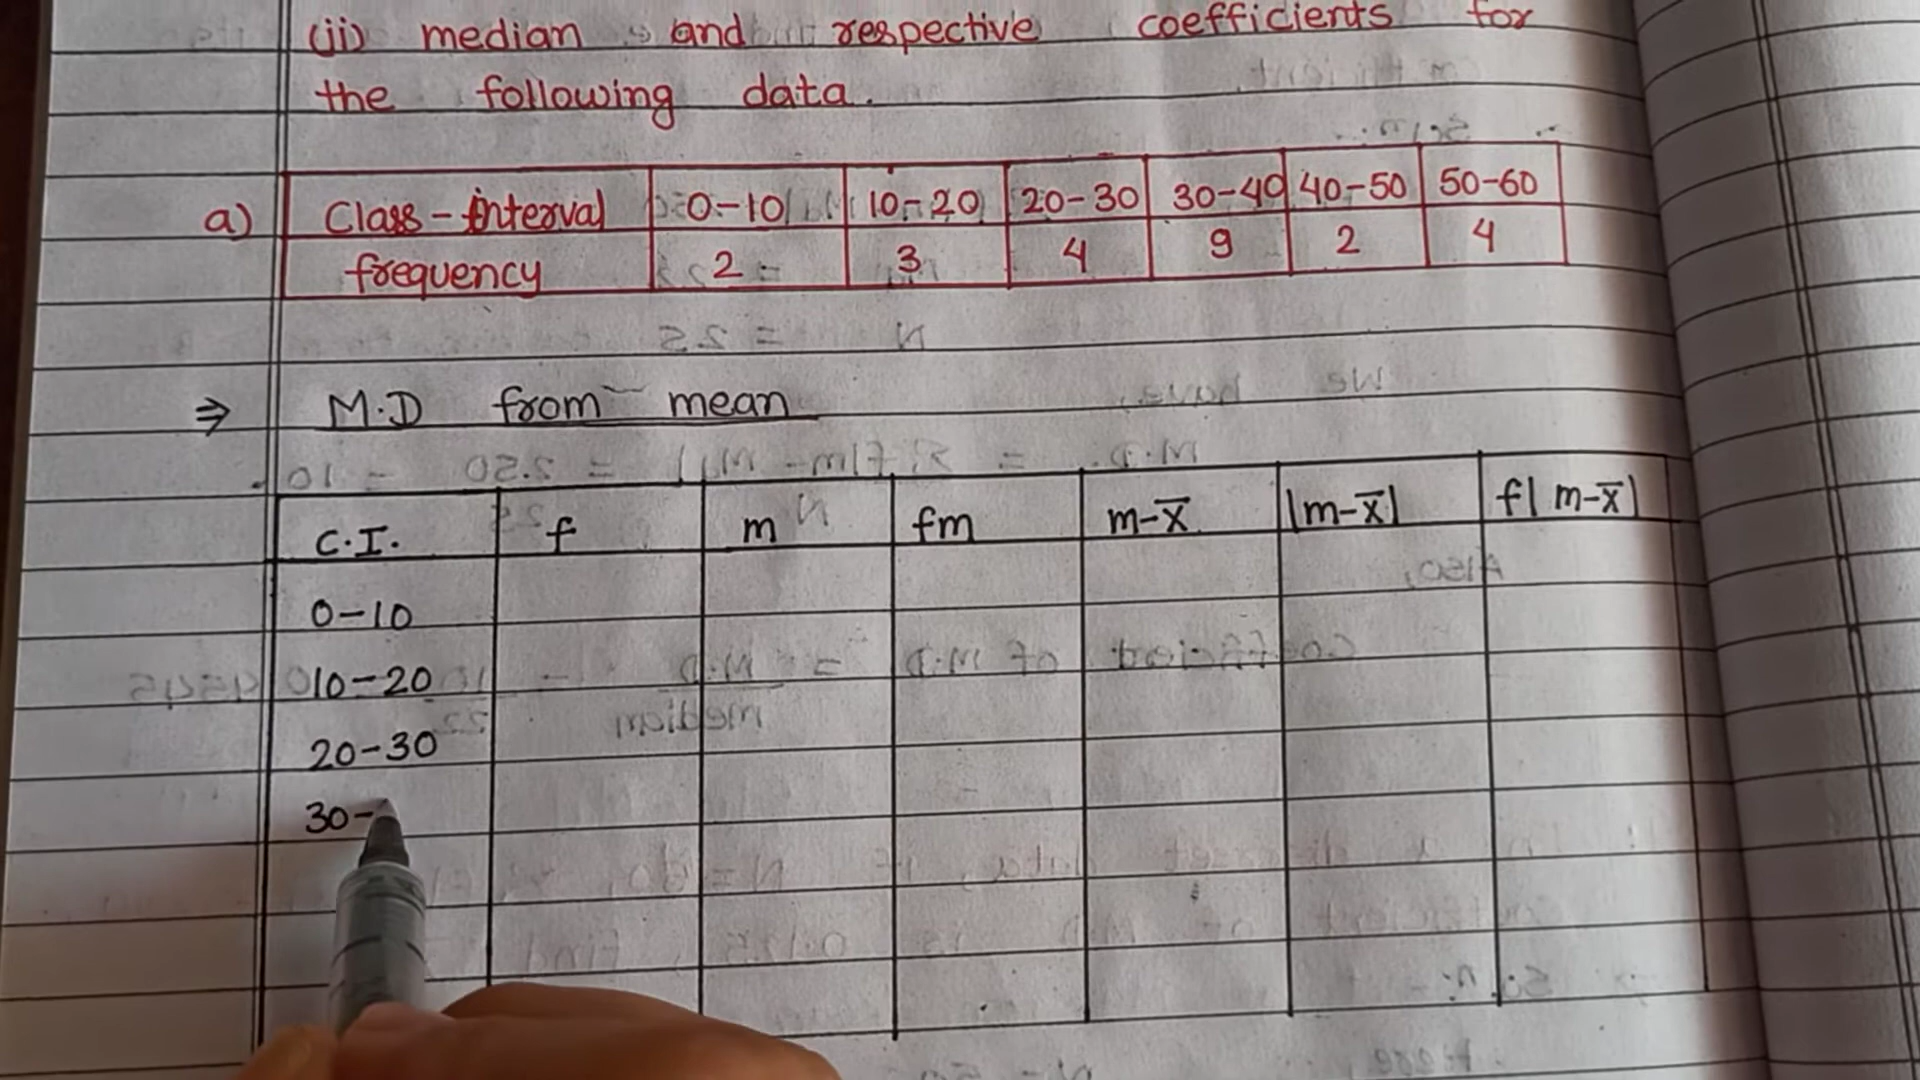 (ii) median and respective coefficients for
the following data.
a) Class-interval 0-10 10-20 20-30 30-40 40-50 50-60
frequency 2 3 4 9 2 4
⇒ M.D from mean
C.I. f m fm m-x̅ |m-x̅| f|m-x̅|
0-10
10-20
20-30
30-